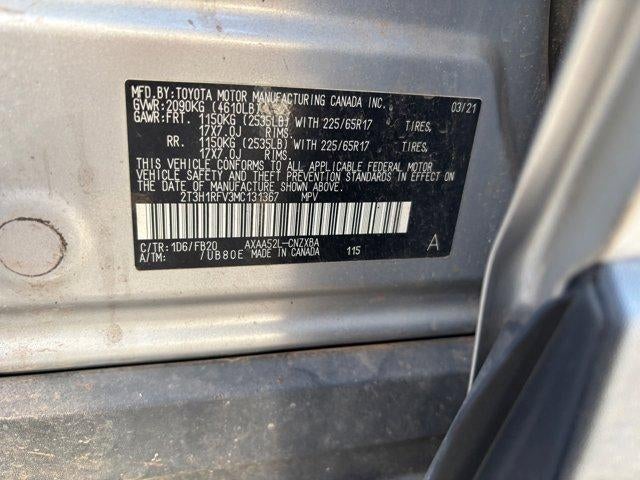 MFD.BY:TOYOTA MOTOR MANUFACTURING CANADA INC. 03/21
GVWR:2090KG (4610LB)
GAWR:FRT. 1150KG (2535LB) WITH 225/65R17 TIRES,
17X7.0J RIMS.
RR. 1150KG (2535LB) WITH 225/65R17 TIRES,
17X7.0J RIMS.
THIS VEHICLE CONFORMS TO ALL APPLICABLE FEDERAL MOTOR
VEHICLE SAFETY AND THEFT PREVENTION STANDARDS IN EFFECT ON
THE DATE OF MANUFACTURE SHOWN ABOVE.
2T3H1RFV3MC131367 MPV
C/TR:1D6/FB20 AXAA52L-CNZXBA A
A/TM: /UB80E MADE IN CANADA 115